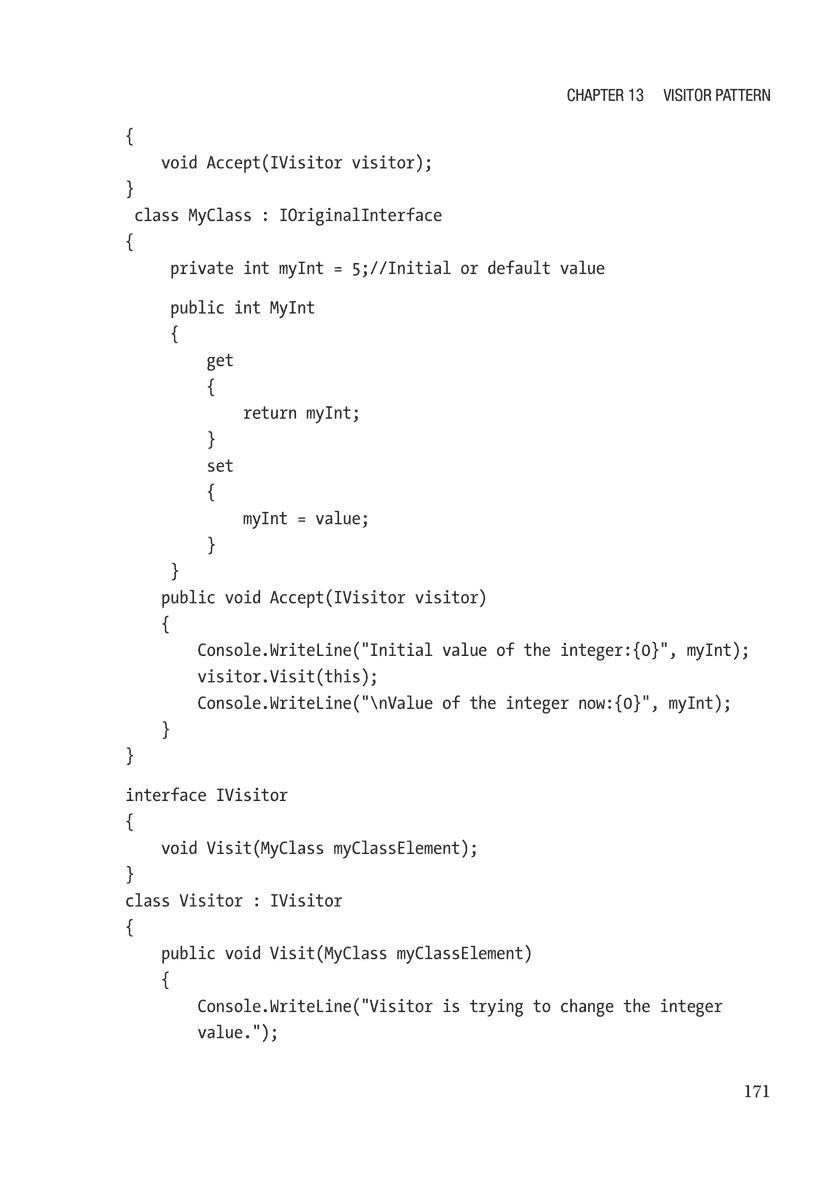 CHAPTER 13 VISITOR PATTERN
{
    void Accept(IVisitor visitor);
}
 class MyClass : IOriginalInterface
{
     private int myInt = 5;//Initial or default value
     public int MyInt
     {
         get
         {
             return myInt;
         }
         set
         {
             myInt = value;
         }
     }
    public void Accept(IVisitor visitor)
    {
        Console.WriteLine("Initial value of the integer:{0}", myInt);
        visitor.Visit(this);
        Console.WriteLine("\nValue of the integer now:{0}", myInt);
    }
}
interface IVisitor
{
    void Visit(MyClass myClassElement);
}
class Visitor : IVisitor
{
    public void Visit(MyClass myClassElement)
    {
        Console.WriteLine("Visitor is trying to change the integer
        value.");
171